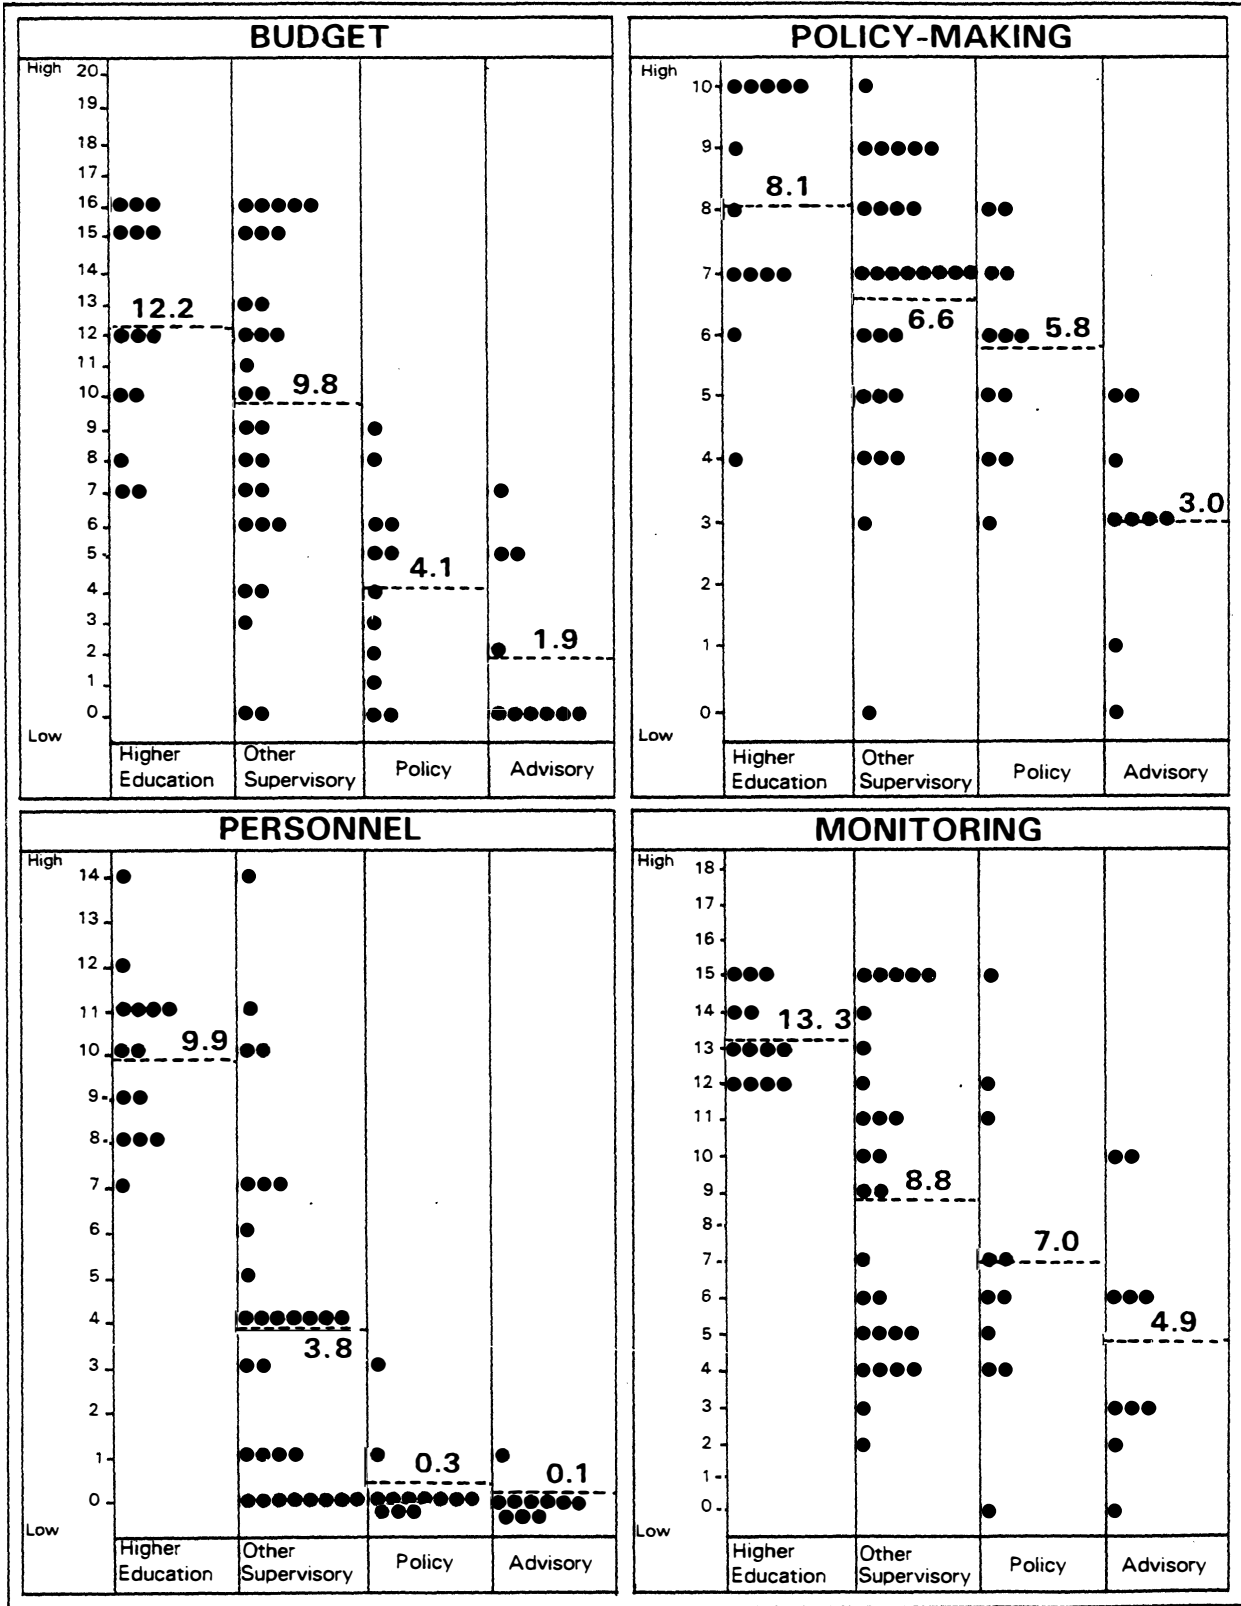 BUDGET
High
20
19
18
17
16
15
14
13
12.2
12
11
10
9.8
9
8
7
6
5
4.1
4
3
2
1.9
1
0
Low
Higher Education
Other Supervisory
Policy
Advisory
POLICY-MAKING
High
10
9
8.1
8
7
6.6
6
5.8
5
4
3.0
3
2
1
0
Low
Higher Education
Other Supervisory
Policy
Advisory
PERSONNEL
High
14
13
12
11
10
9.9
9
8
7
6
5
4
3.8
3
2
1
0.3
0.1
0
Low
Higher Education
Other Supervisory
Policy
Advisory
MONITORING
High
18
17
16
15
14
13. 3
13
12
11
10
9
8.8
8
7.0
7
6
5
4.9
4
3
2
1
0
Low
Higher Education
Other Supervisory
Policy
Advisory